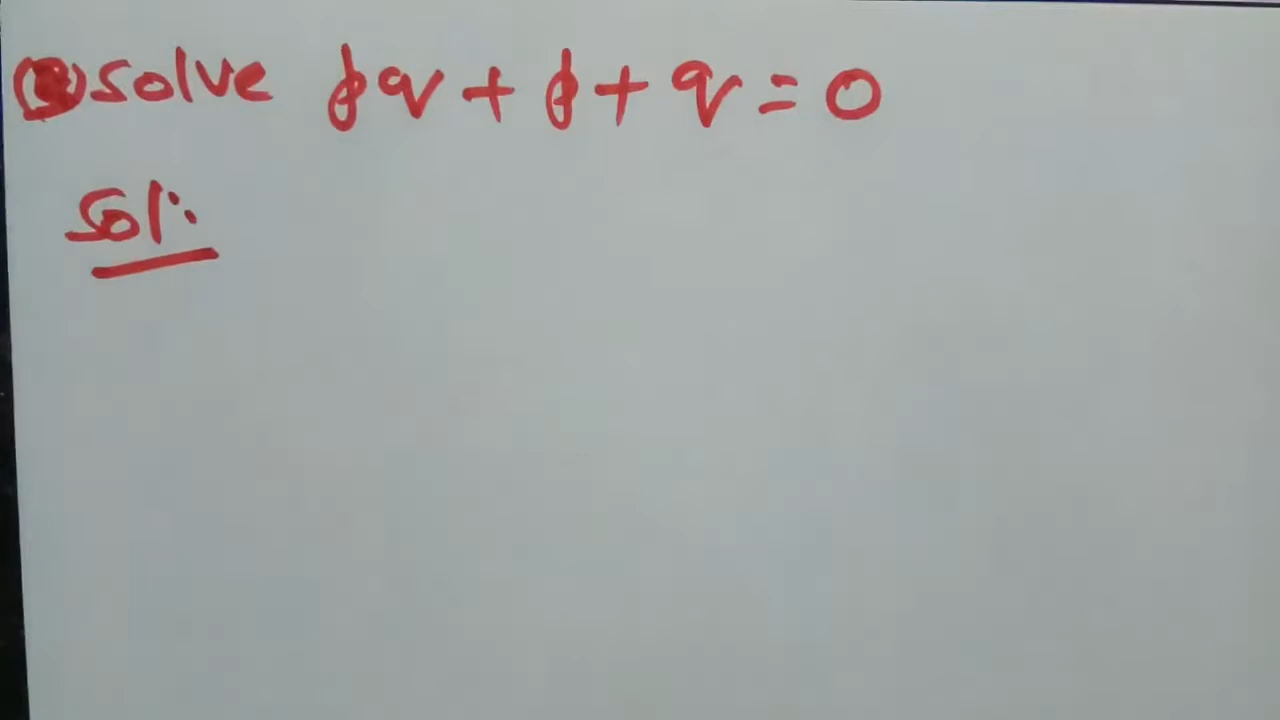 solve pq + p + q = 0
Sol: